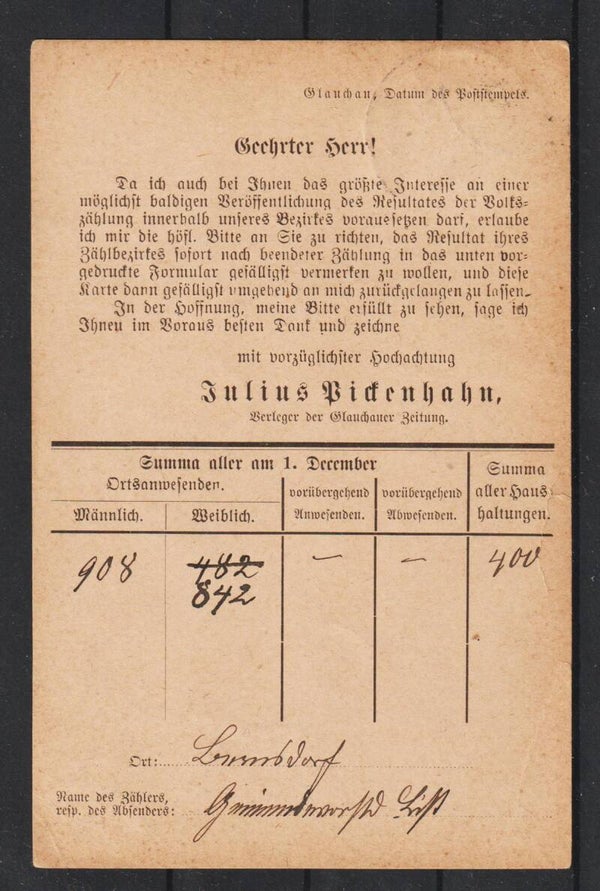 Glauchau, Datum des Poststempels.
Geehrter Herr!
Da ich auch bei Ihnen das größte Interesse an einer
möglichst baldigen Veröffentlichung des Resultates der Volks-
zählung innerhalb unseres Bezirkes voraussetzen darf, erlaube
ich mir die höfl. Bitte an Sie zu richten, das Resultat ihres
Zählbezirkes sofort nach beendeter Zählung in das unten vor-
gedruckte Formular gefälligst vermerken zu wollen, und diese
Karte dann gefälligst umgehend an mich zurückgelangen zu lassen.
In der Hoffnung, meine Bitte erfüllt zu sehen, sage ich
Ihneu im Voraus besten Dank und zeichne
mit vorzüglichster Hochachtung
Julius Pickenhahn,
Verleger der Glauchauer Zeitung.
Summa aller am 1. December
Ortsanwesenden.
Männlich.
Weiblich.
vorübergehend
Anwesenden.
vorübergehend
Abwesenden.
Summa
aller Haus
haltungen.
908
482
—
—
400
842
Ort: Bernsdorf
Name des Zählers,
resp. des Absenders: Gemeindevorstd List